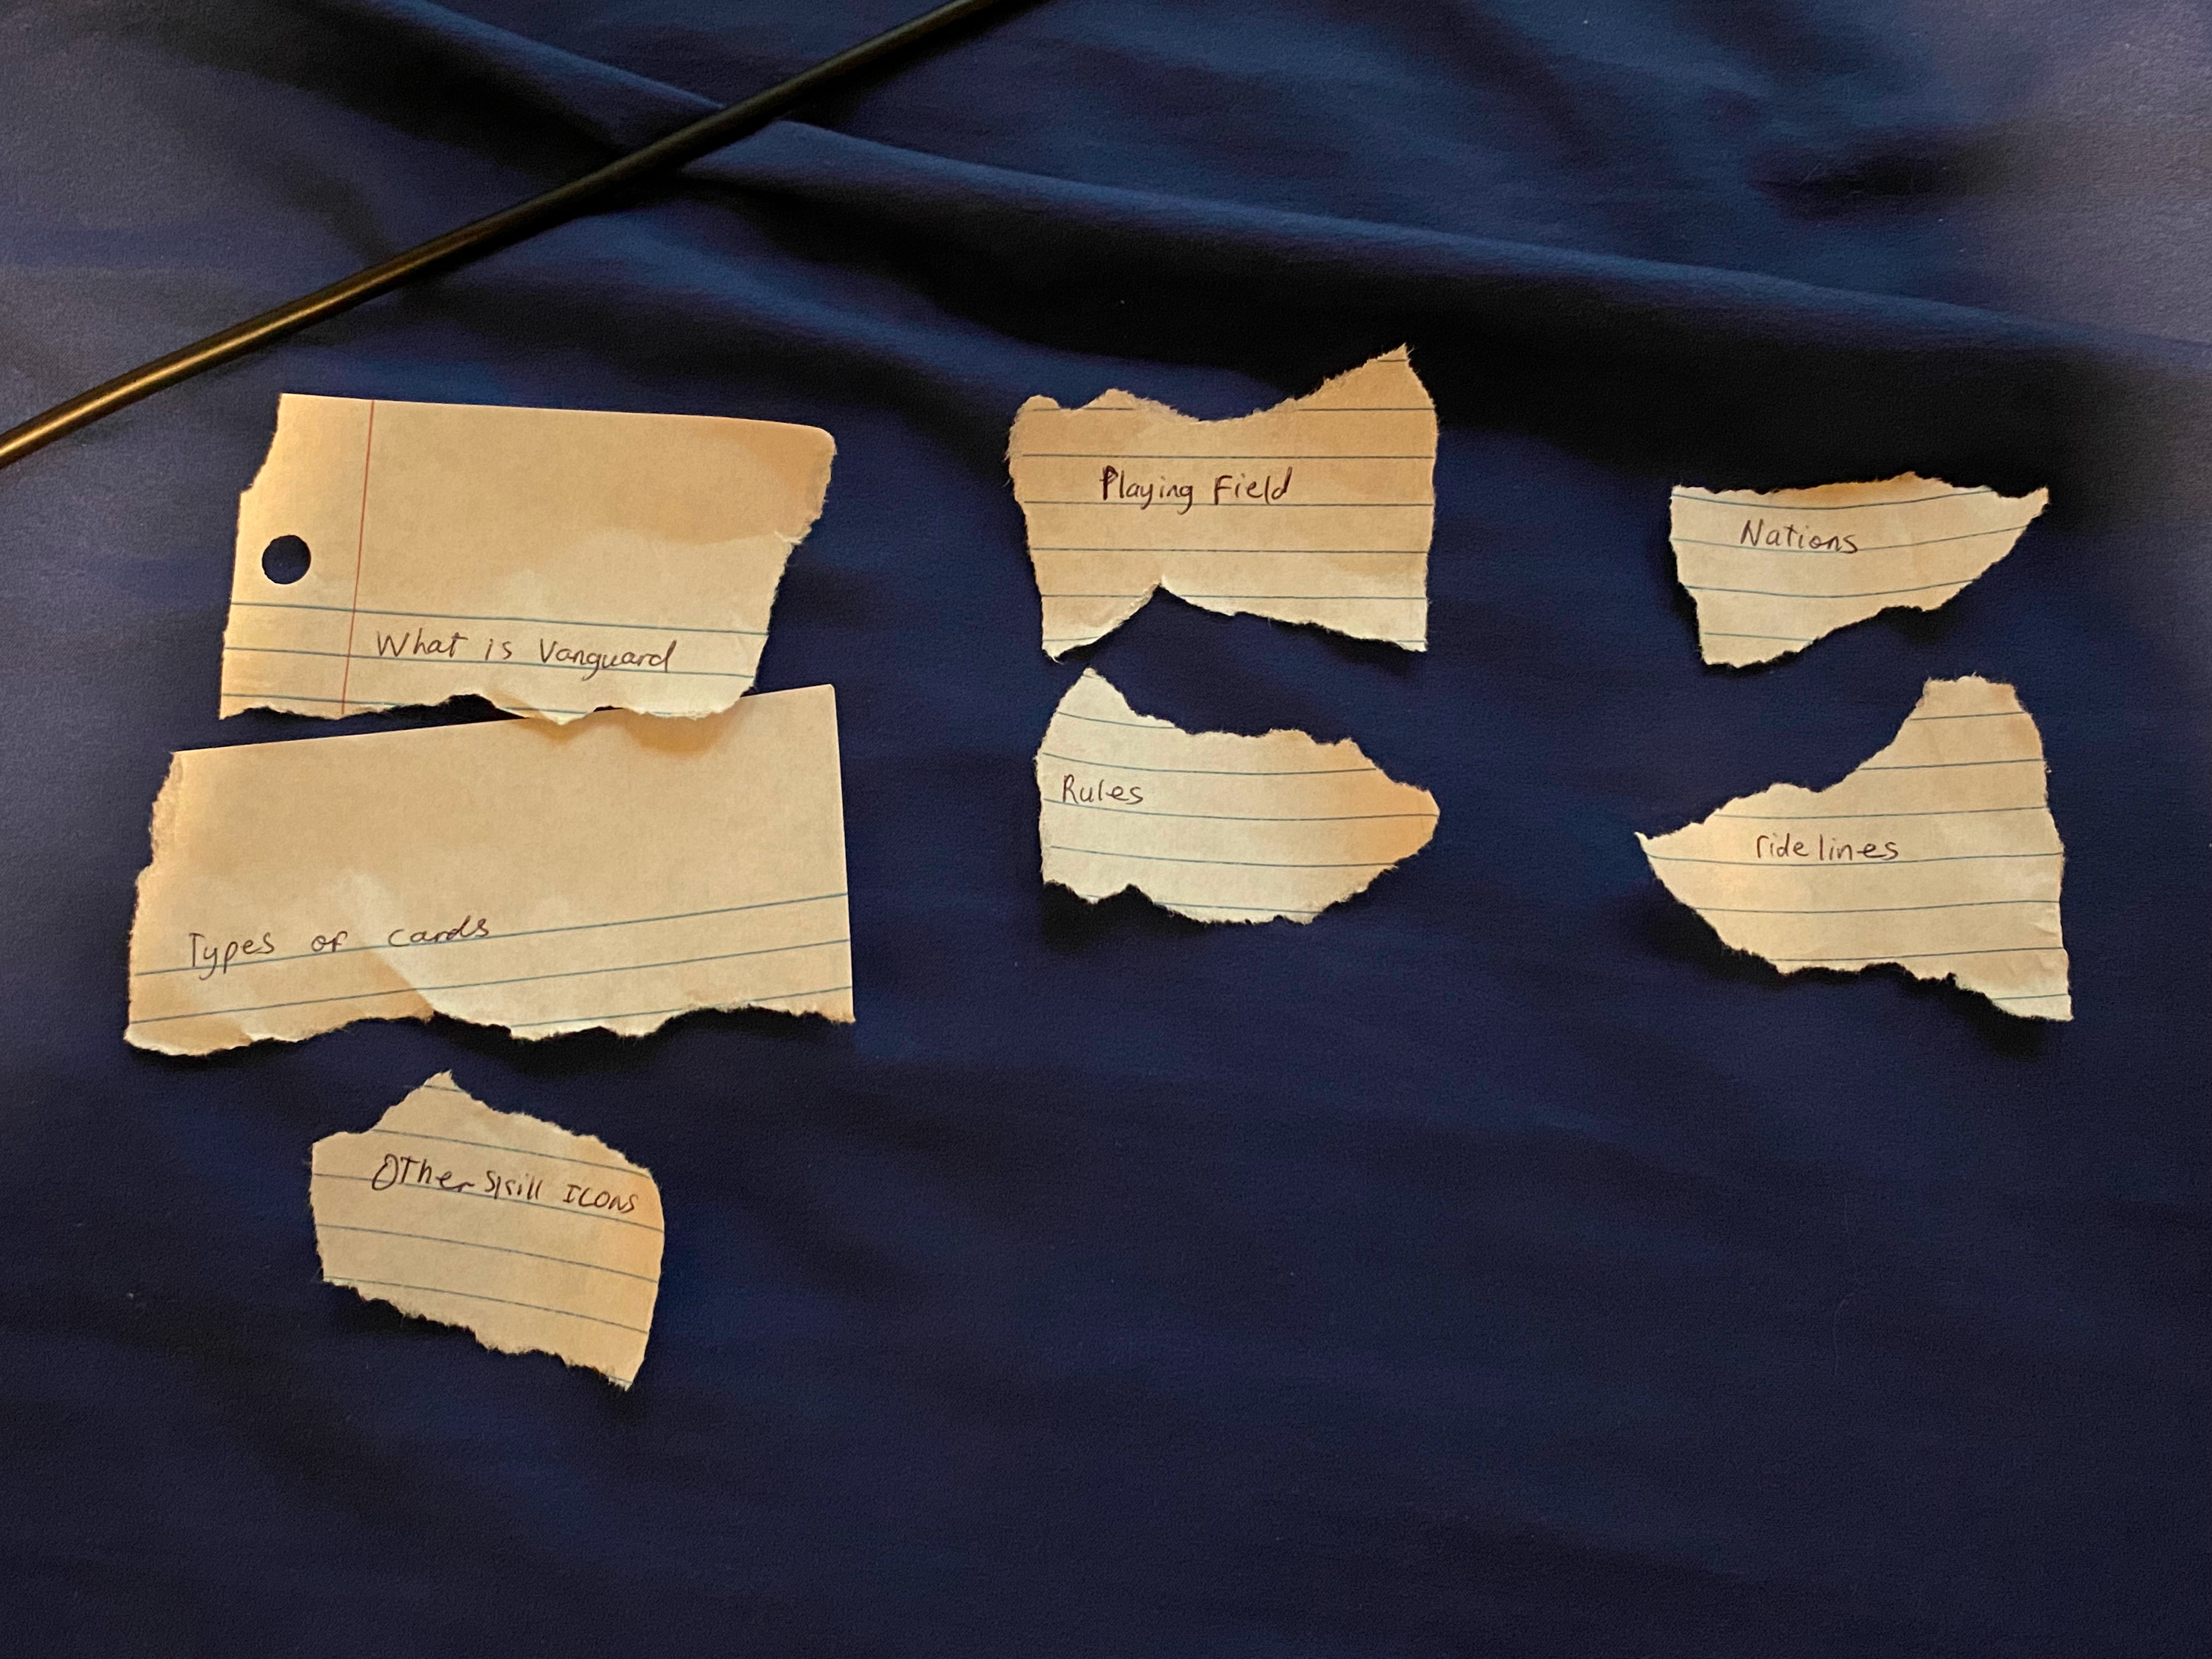 What is Vanguard
Types of cards
Other Skill ICONS
Playing Field
Rules
Nations
ride lines